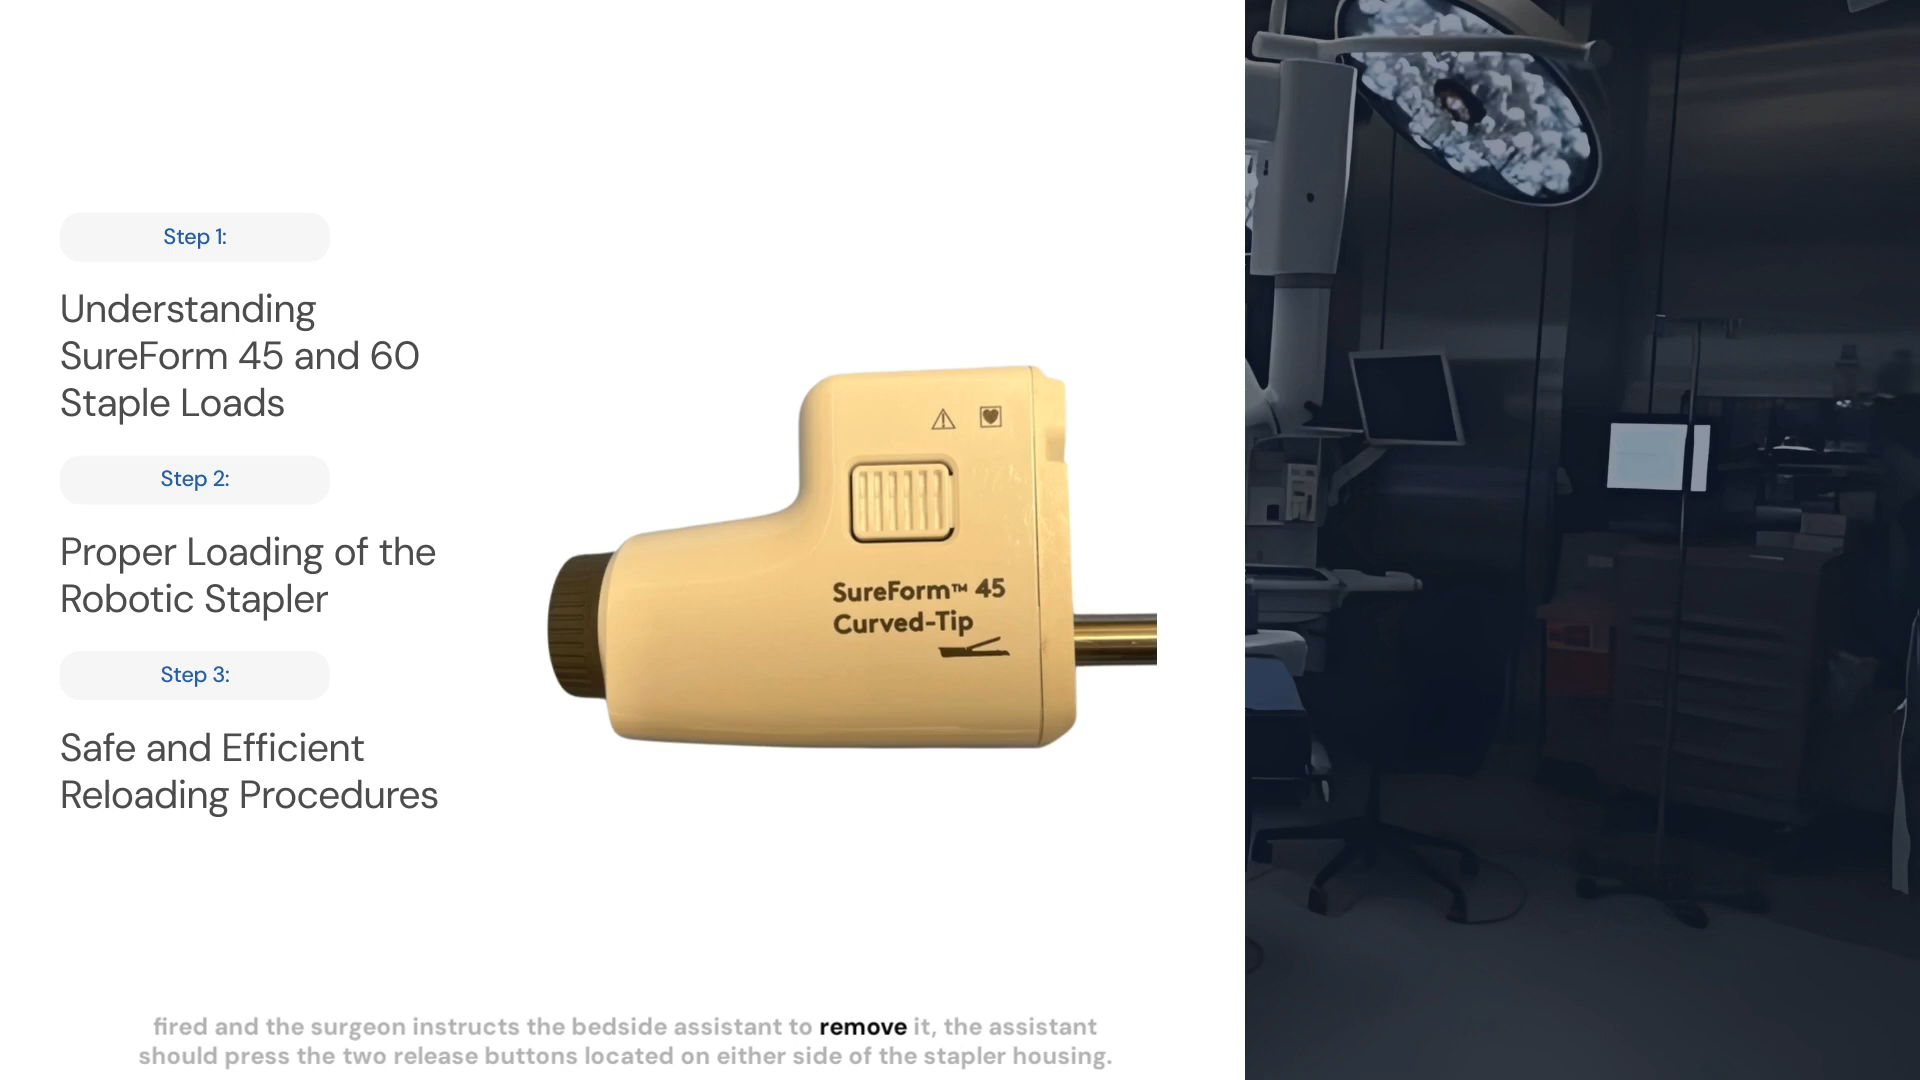 Step 1:
Understanding
SureForm 45 and 60
Staple Loads
Step 2:
Proper Loading of the
Robotic Stapler
Step 3:
Safe and Efficient
Reloading Procedures
SureForm™ 45
Curved-Tip
fired and the surgeon instructs the bedside assistant to remove it, the assistant
should press the two release buttons located on either side of the stapler housing.